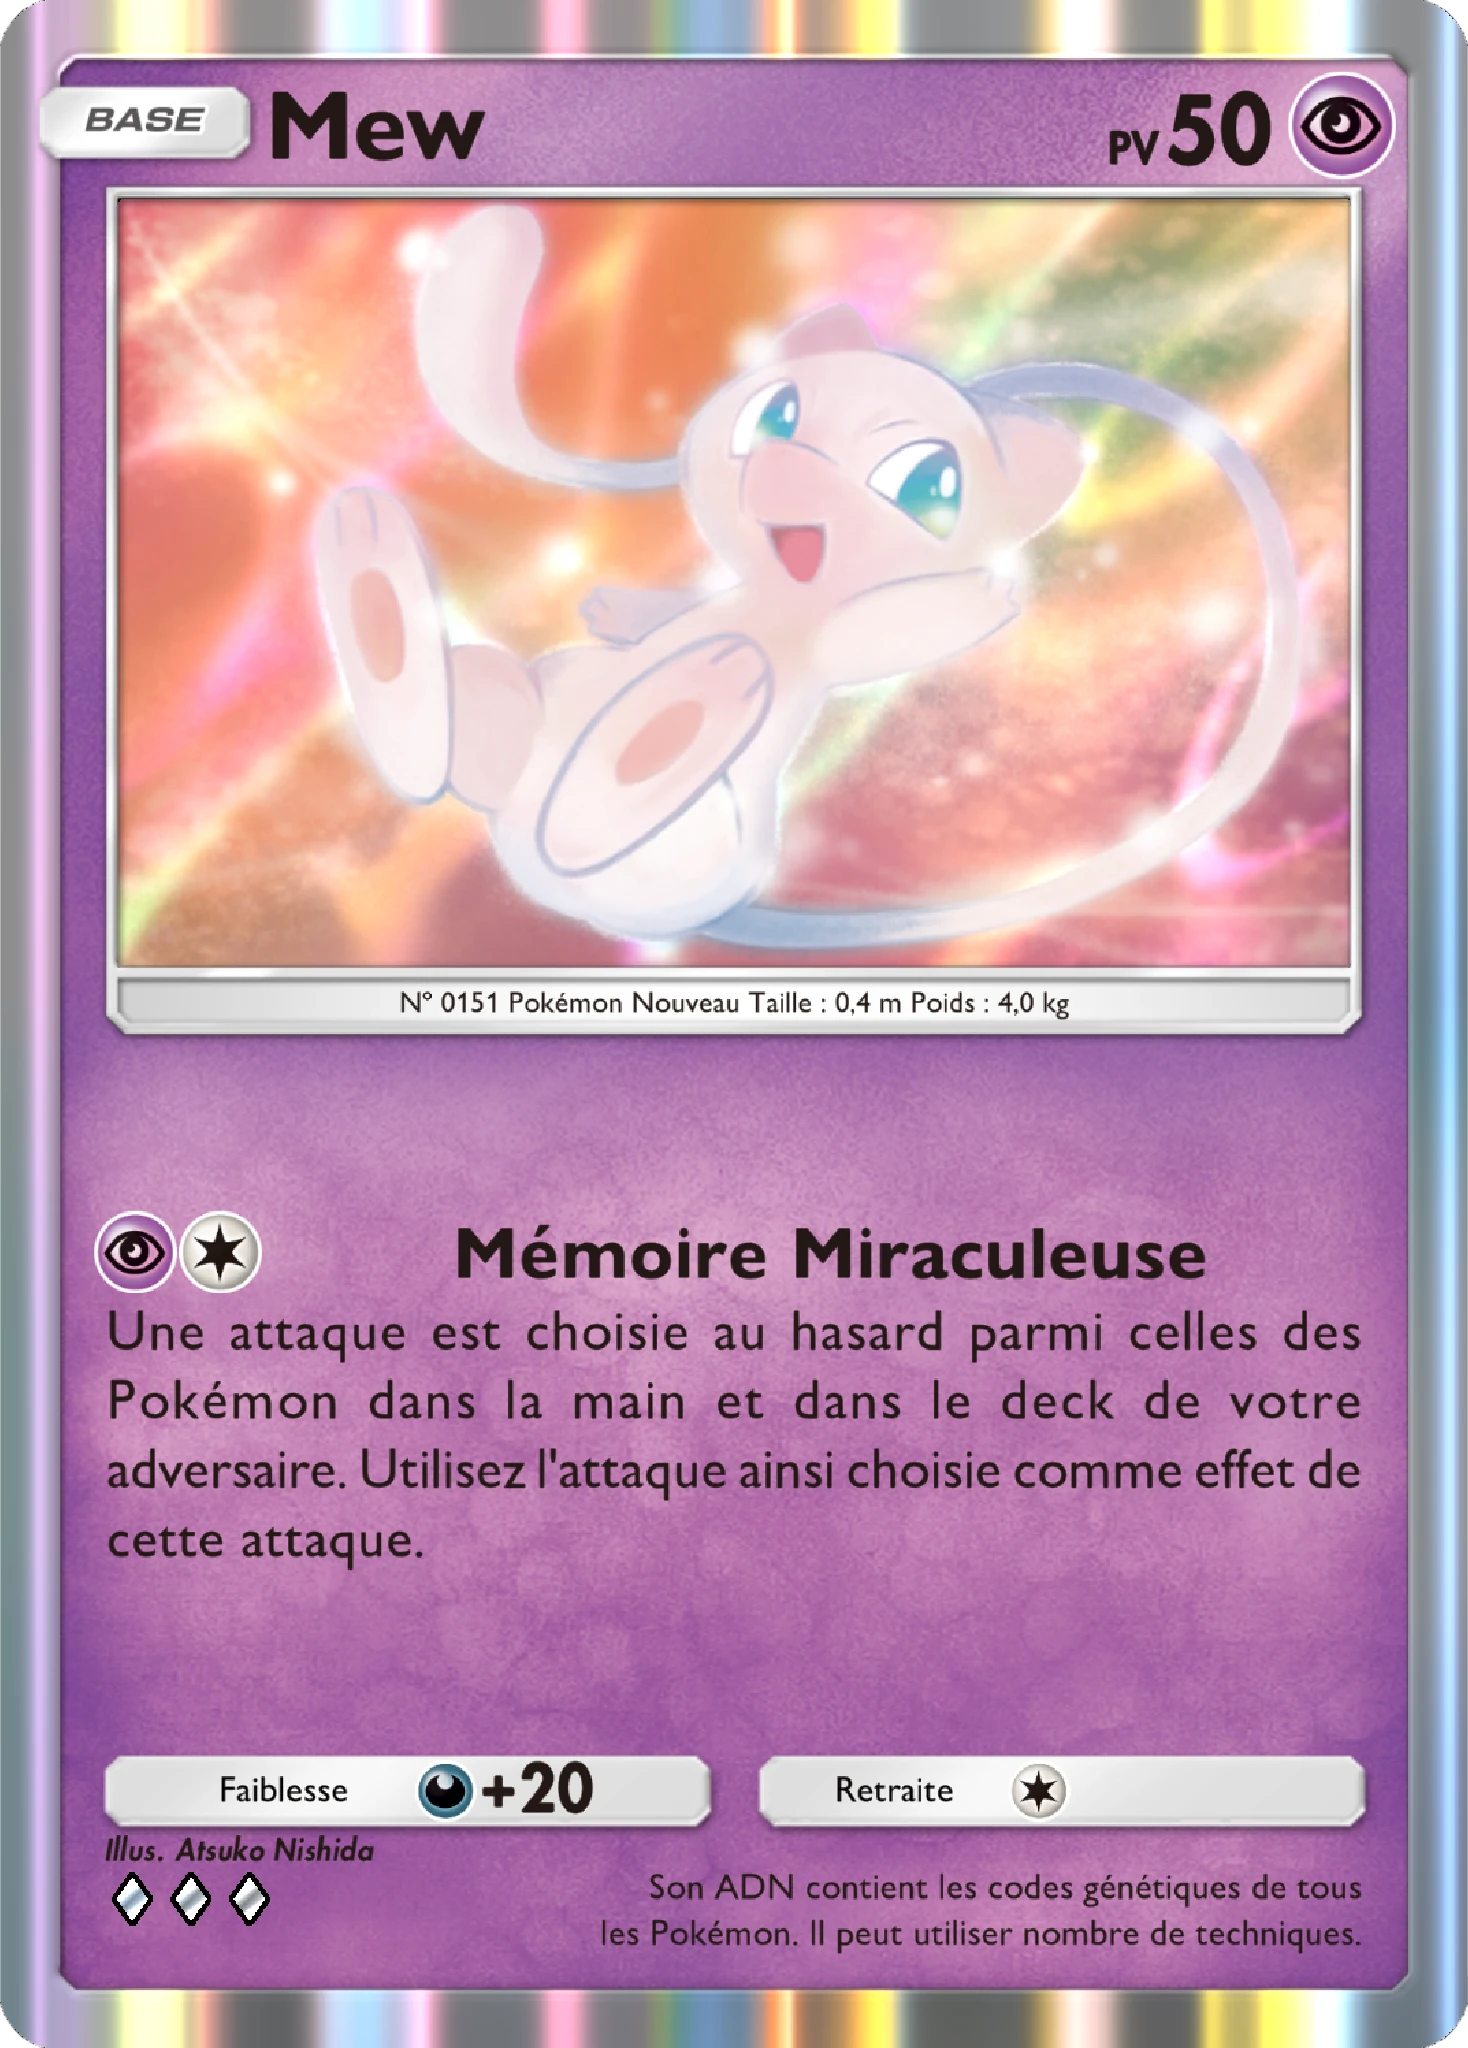 BASE Mew PV 50
N° 0151 Pokémon Nouveau Taille : 0,4 m Poids : 4,0 kg
Mémoire Miraculeuse
Une attaque est choisie au hasard parmi celles des
Pokémon dans la main et dans le deck de votre
adversaire. Utilisez l'attaque ainsi choisie comme effet de
cette attaque.
Faiblesse +20 Retraite
Illus. Atsuko Nishida
Son ADN contient les codes génétiques de tous
les Pokémon. Il peut utiliser nombre de techniques.